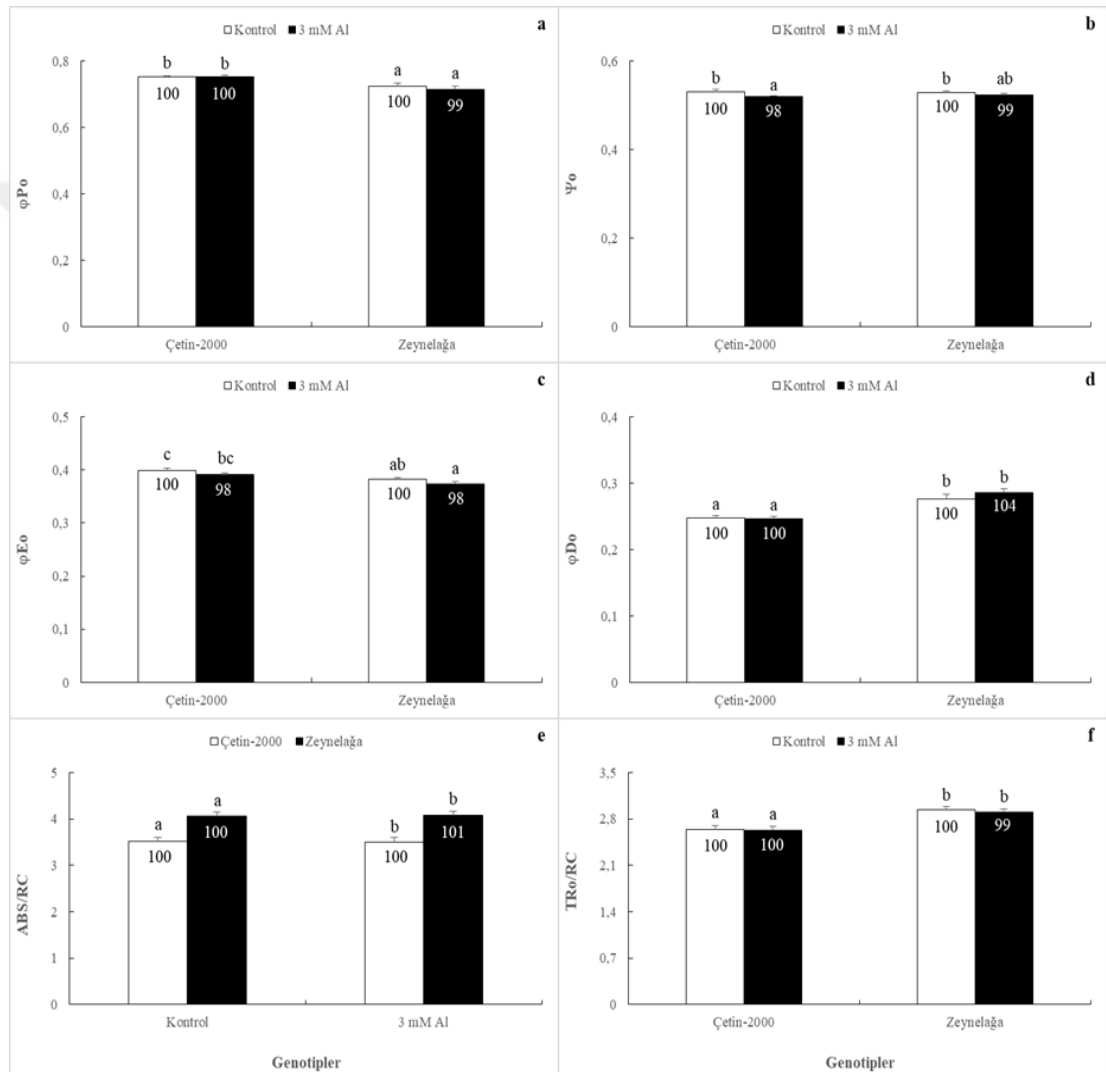 Kontrol 3 mM Al a
b b a a
0,8
0,6
0,4
0,2
0
φPo
100 100 100 99
Çetin-2000 Zeynelağa
Kontrol 3 mM Al b
b a b ab
0,6
0,4
0,2
0
Ψo
100 98 100 99
Çetin-2000 Zeynelağa
Kontrol 3 mM Al c
c bc ab a
0,5
0,4
0,3
0,2
0,1
0
φEo
100 98 100 98
Çetin-2000 Zeynelağa
Kontrol 3 mM Al d
a a b b
0,4
0,3
0,2
0,1
0
φDo
100 100 100 104
Çetin-2000 Zeynelağa
Çetin-2000 Zeynelağa e
a a b b
5
4
3
2
1
0
ABS/RC
100 100 100 101
Kontrol 3 mM Al
Genotipler
Kontrol 3 mM Al f
a a b b
3,5
2,8
2,1
1,4
0,7
0
TRo/RC
100 100 100 99
Çetin-2000 Zeynelağa
Genotipler